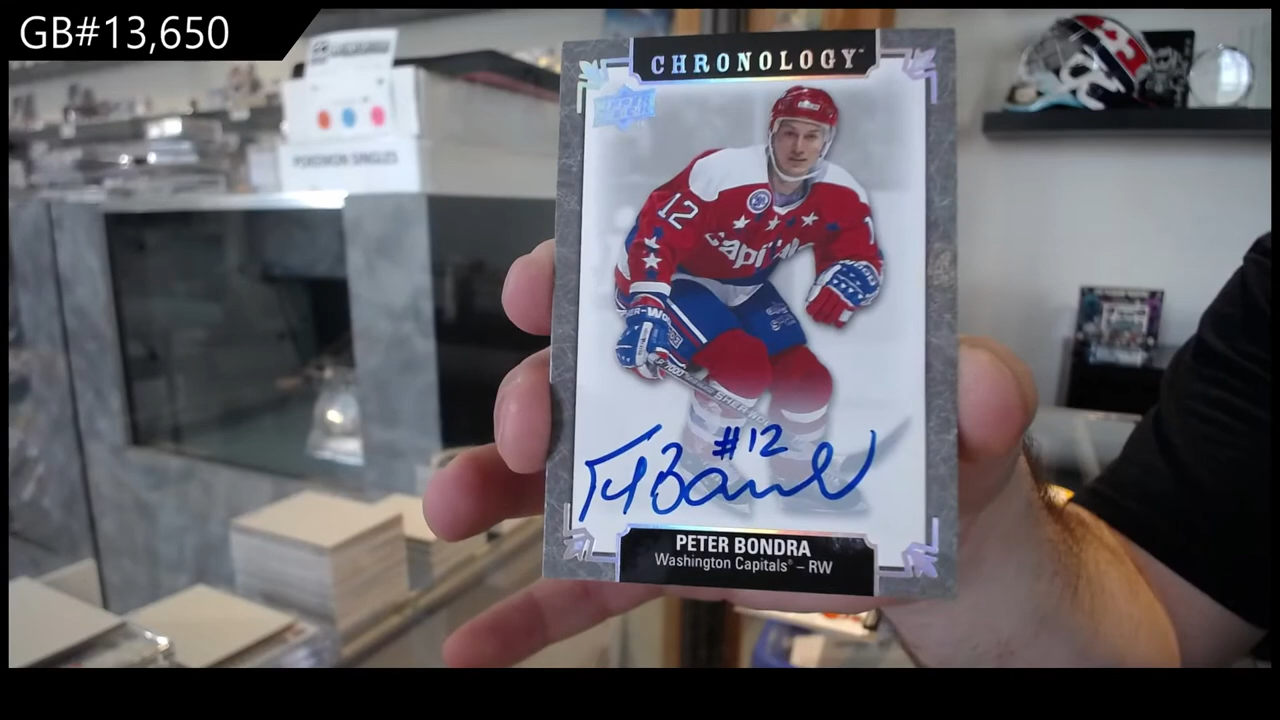 GB#13,650
CHRONOLOGY
12
Capitals
#12
PETER BONDRA
Washington Capitals® – RW
POKEMON SINGLES